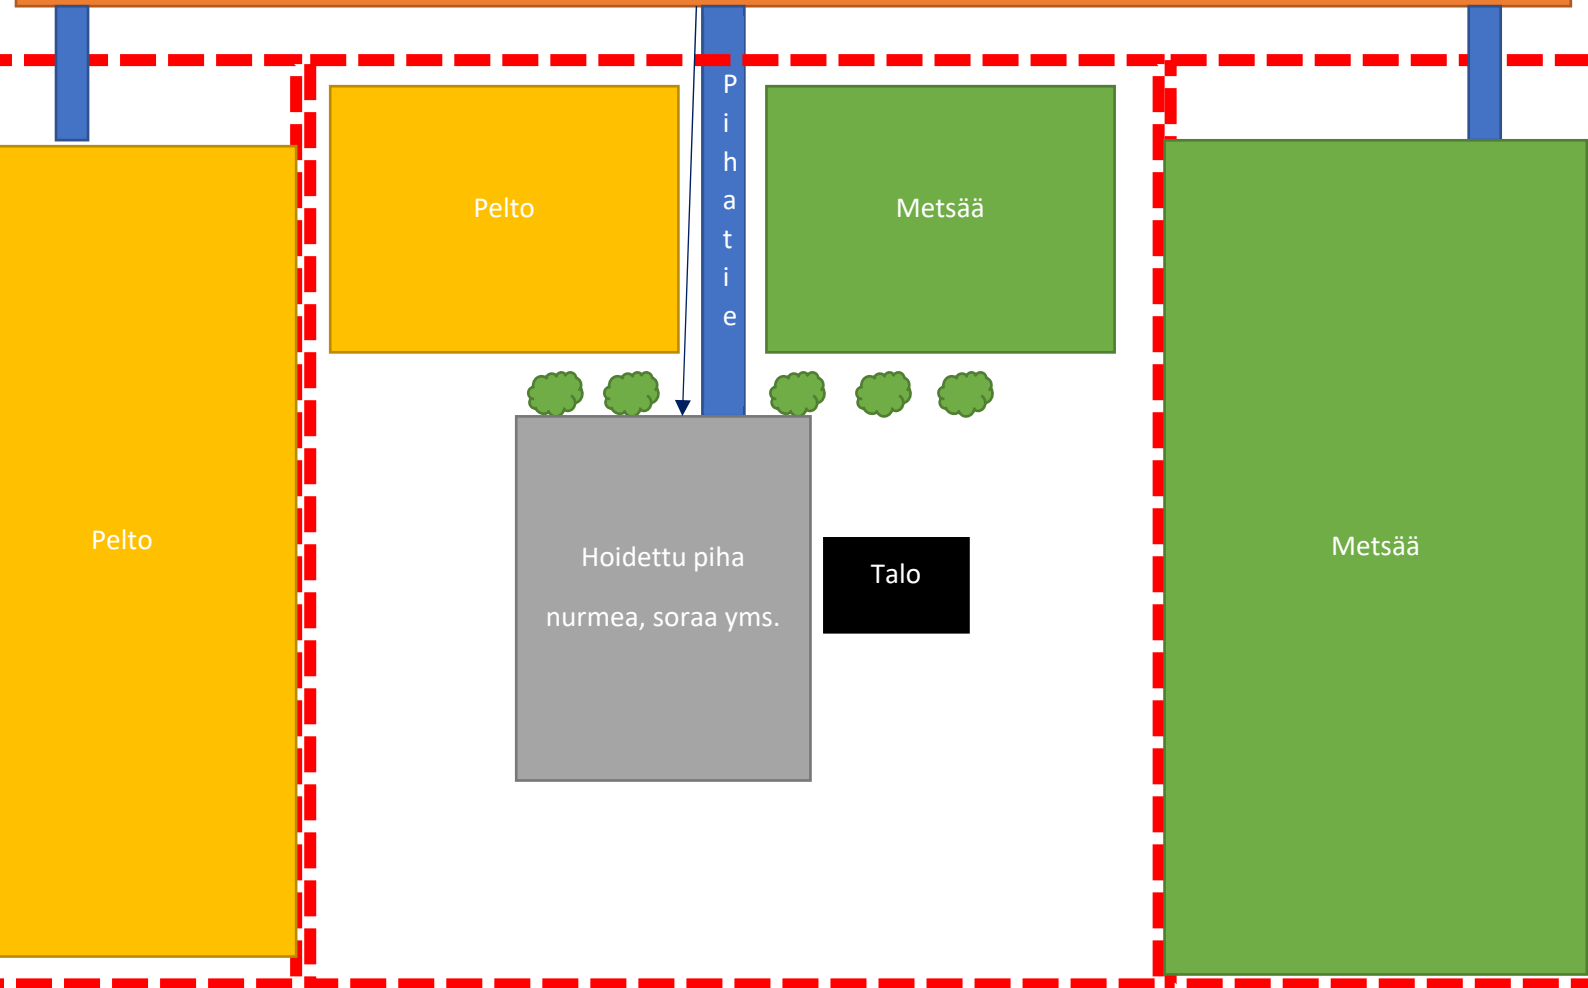 Pihatie
Pelto
Metsää
Pelto
Hoidettu piha
nurmea, soraa yms.
Talo
Metsää